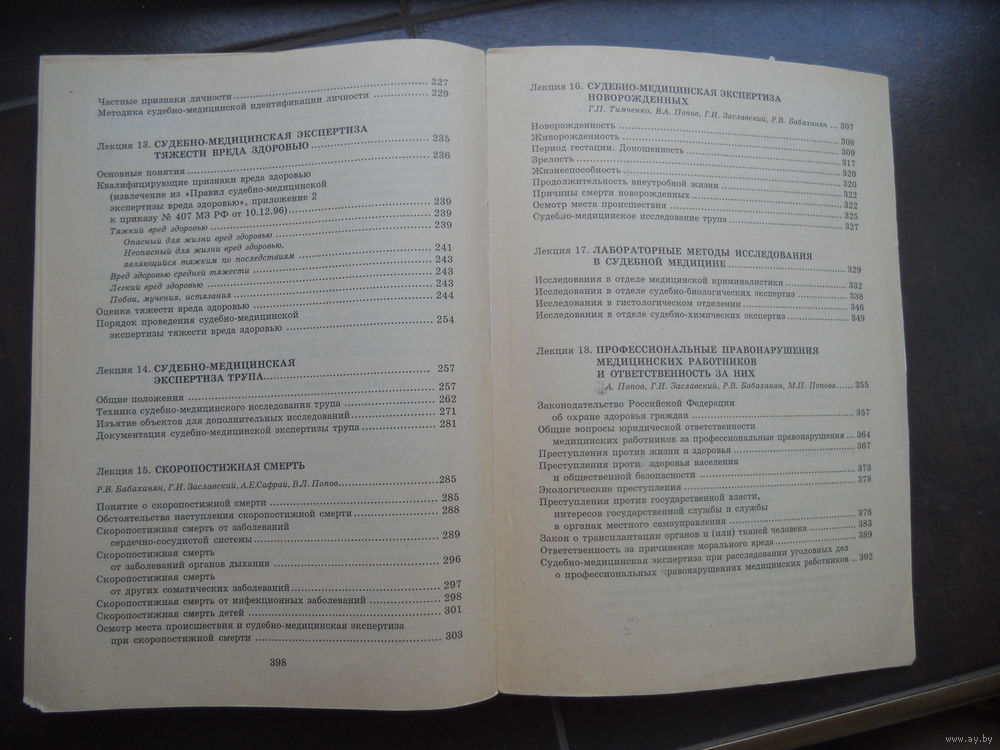 Частные признаки личности ........ 227
Методика судебно-медицинской идентификации личности ........ 229
Лекция 13. СУДЕБНО-МЕДИЦИНСКАЯ ЭКСПЕРТИЗА
ТЯЖЕСТИ ВРЕДА ЗДОРОВЬЮ ........ 235
Основные понятия ........ 236
Квалифицирующие признаки вреда здоровью
(извлечение из «Правил судебно-медицинской
экспертизы вреда здоровью», приложение 2
к приказу № 407 МЗ РФ от 10.12.96) ........ 239
Тяжкий вред здоровью ........ 239
Опасный для жизни вред здоровью ........ 239
Неопасный для жизни вред здоровью,
являющийся тяжким по последствиям ........ 241
Вред здоровью средней тяжести ........ 243
Легкий вред здоровью ........ 243
Побои, мучения, истязания ........ 243
Оценка тяжести вреда здоровью ........ 244
Порядок проведения судебно-медицинской
экспертизы тяжести вреда здоровью ........ 254
Лекция 14. СУДЕБНО-МЕДИЦИНСКАЯ
ЭКСПЕРТИЗА ТРУПА ........ 257
Общие положения ........ 257
Техника судебно-медицинского исследования трупа ........ 262
Изъятие объектов для дополнительных исследований ........ 271
Документация судебно-медицинской экспертизы трупа ........ 281
Лекция 15. СКОРОПОСТИЖНАЯ СМЕРТЬ
Р.В. Бабаханян, Г.И. Заславский, А.Е.Сафрай, В.Л. Попов ........ 285
Понятие о скоропостижной смерти ........ 285
Обстоятельства наступления скоропостижной смерти ........ 288
Скоропостижная смерть от заболеваний
сердечно-сосудистой системы ........ 289
Скоропостижная смерть
от заболеваний органов дыхания ........ 296
Скоропостижная смерть
от других соматических заболеваний ........ 297
Скоропостижная смерть от инфекционных заболеваний ........ 298
Скоропостижная смерть детей ........ 301
Осмотр места происшествия и судебно-медицинская экспертиза
при скоропостижной смерти ........ 303
398
Лекция 16. СУДЕБНО-МЕДИЦИНСКАЯ ЭКСПЕРТИЗА
НОВОРОЖДЕННЫХ
Г.П. Тимченко, В.А. Попов, Г.И. Заславский, Р.В. Бабаханян ... 307
Новорожденность ........ 308
Живорожденность ........ 309
Период гестации. Доношенность ........ 317
Зрелость ........ 320
Жизнеспособность ........ 320
Продолжительность внеутробной жизни ........ 322
Причины смерти новорожденных ........ 322
Осмотр места происшествия ........ 325
Судебно-медицинское исследование трупа ........ 327
Лекция 17. ЛАБОРАТОРНЫЕ МЕТОДЫ ИССЛЕДОВАНИЯ
В СУДЕБНОЙ МЕДИЦИНЕ ........ 329
Исследования в отделе медицинской криминалистики ........ 332
Исследования в отделе судебно-биологических экспертиз ........ 338
Исследования в гистологическом отделении ........ 346
Исследования в отделе судебно-химических экспертиз ........ 349
Лекция 18. ПРОФЕССИОНАЛЬНЫЕ ПРАВОНАРУШЕНИЯ
МЕДИЦИНСКИХ РАБОТНИКОВ
И ОТВЕТСТВЕННОСТЬ ЗА НИХ
А. Попов, Г.И. Заславский, Р.В. Бабаханян, М.П. Попова ..... 355
Законодательство Российской Федерации
об охране здоровья граждан ........ 357
Общие вопросы юридической ответственности
медицинских работников за профессиональные правонарушения ... 364
Преступления против жизни и здоровья ........ 367
Преступления против здоровья населения
и общественной безопасности ........ 373
Экологические преступления ........ 378
Преступления против государственной власти,
интересов государственной службы и службы
в органах местного самоуправления ........ 378
Закон о трансплантации органов и (или) тканей человека ........ 383
Ответственность за причинение морального вреда ........ 389
Судебно-медицинская экспертиза при расследовании уголовных дел
о профессиональных правонарушениях медицинских работников .. 392
www.ay.by